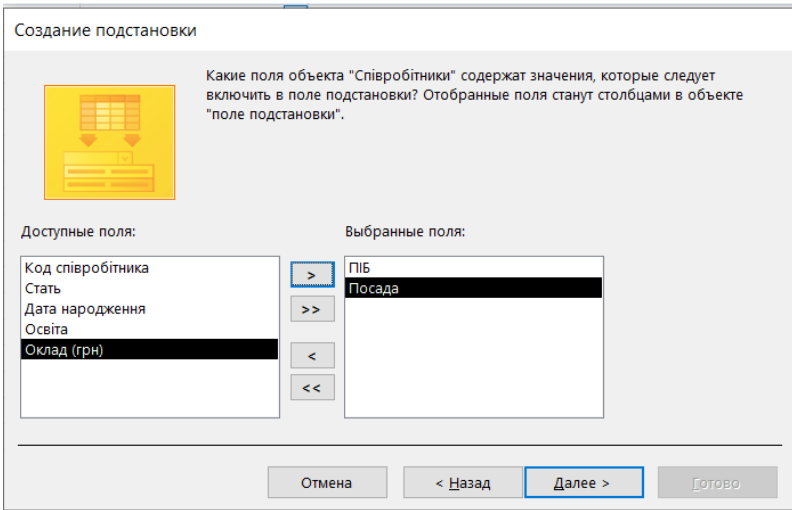 Создание подстановки
Какие поля объекта "Співробітники" содержат значения, которые следует
включить в поле подстановки? Отобранные поля станут столбцами в объекте
"поле подстановки".
Доступные поля:
Выбранные поля:
Код співробітника
Стать
Дата народження
Освіта
Оклад (грн)
>
>>
<
<<
ПІБ
Посада
Отмена
< Назад
Далее >
Готово